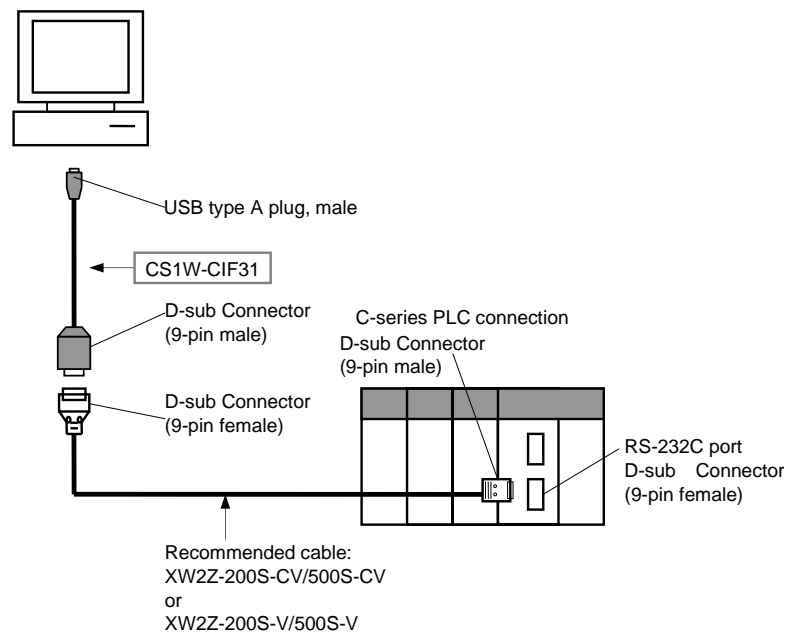 USB type A plug, male
CS1W-CIF31
D-sub Connector
(9-pin male)
C-series PLC connection
D-sub Connector
(9-pin male)
D-sub Connector
(9-pin female)
RS-232C port
D-sub Connector
(9-pin female)
Recommended cable:
XW2Z-200S-CV/500S-CV
or
XW2Z-200S-V/500S-V